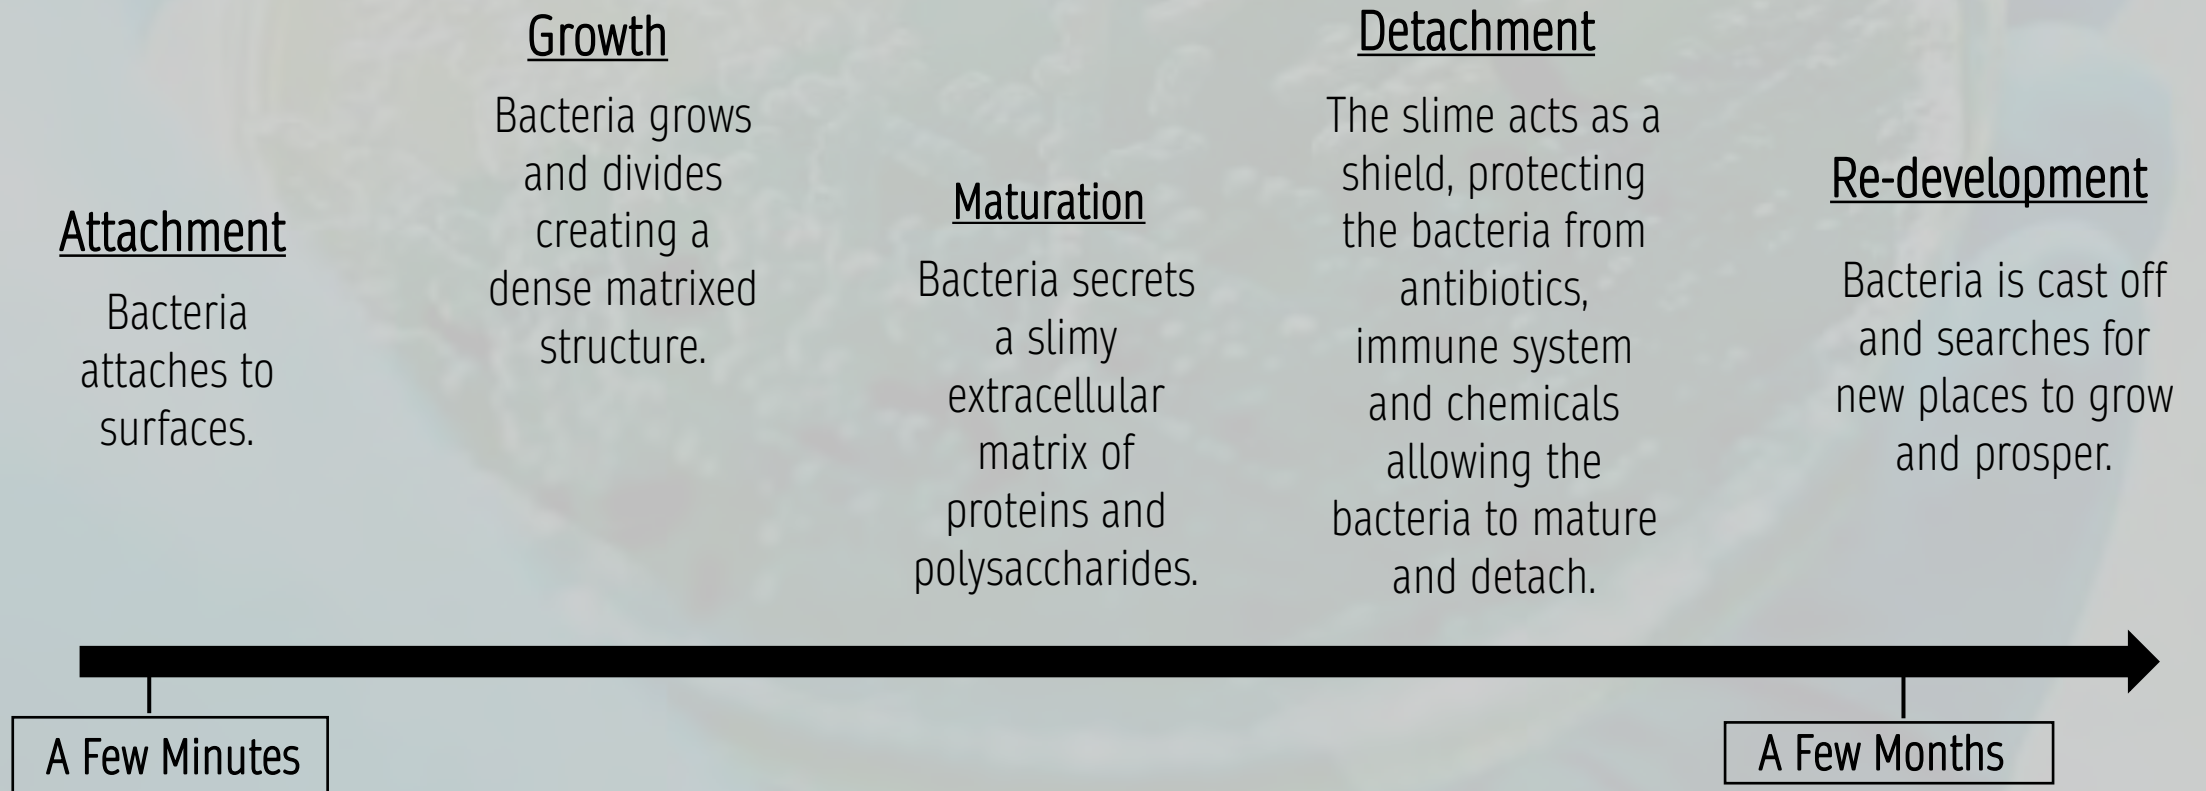 Attachment
Bacteria
attaches to
surfaces.
Growth
Bacteria grows
and divides
creating a
dense matrixed
structure.
Maturation
Bacteria secrets
a slimy
extracellular
matrix of
proteins and
polysaccharides.
Detachment
The slime acts as a
shield, protecting
the bacteria from
antibiotics,
immune system
and chemicals
allowing the
bacteria to mature
and detach.
Re-development
Bacteria is cast off
and searches for
new places to grow
and prosper.
A Few Minutes
A Few Months